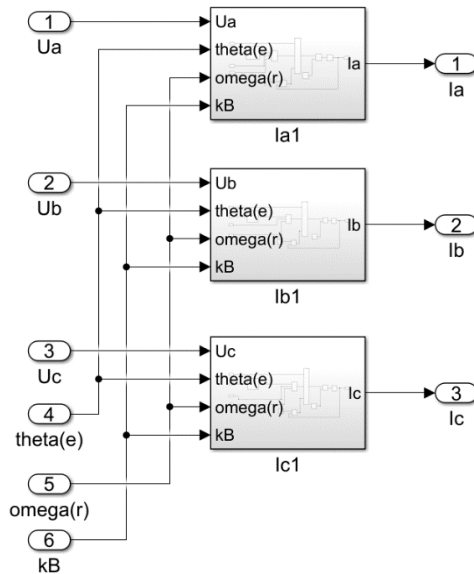 1
Ua
Ua
theta(e)
omega(r)
kB
Ia
Ia1
1
Ia
2
Ub
Ub
theta(e)
omega(r)
kB
Ib
Ib1
2
Ib
3
Uc
Uc
theta(e)
omega(r)
kB
Ic
Ic1
3
Ic
4
theta(e)
5
omega(r)
6
kB